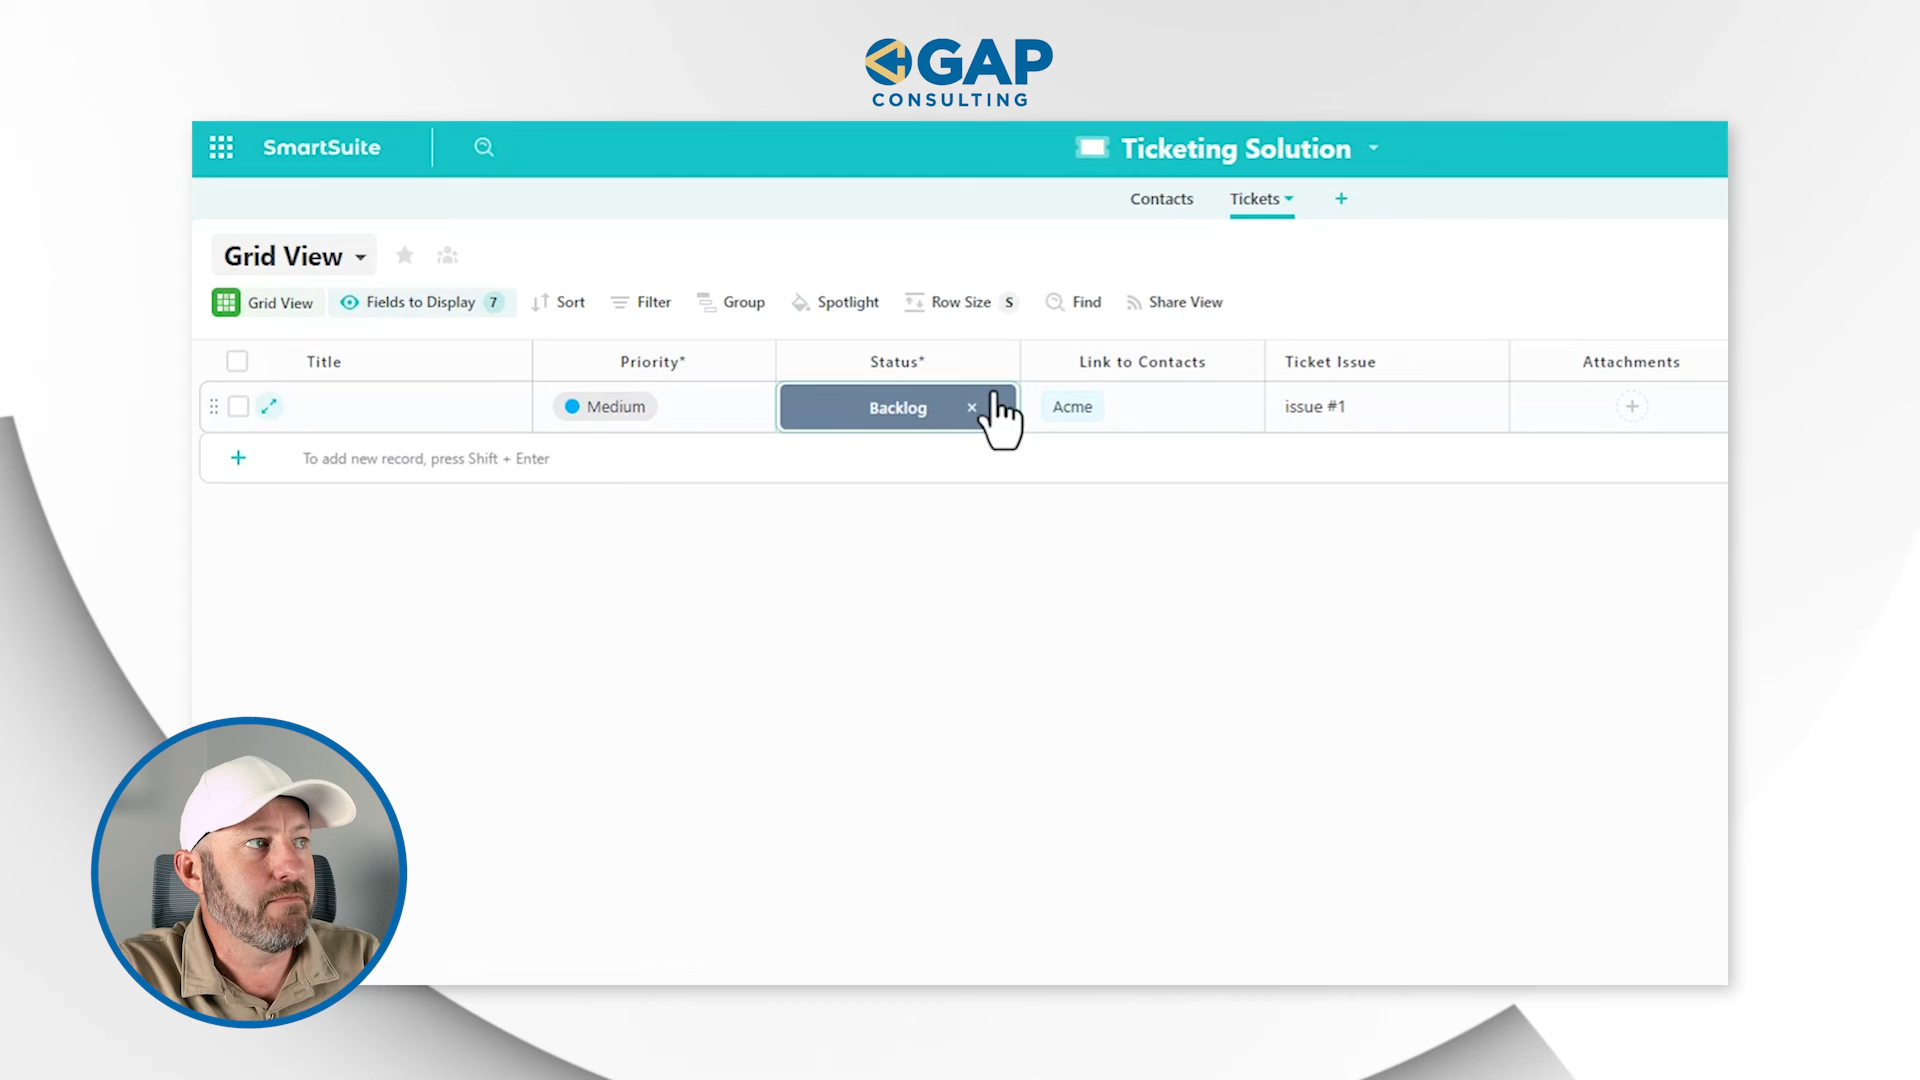 GAP
CONSULTING
SmartSuite
Ticketing Solution
Contacts
Tickets
Grid View
Grid View
Fields to Display 7
Sort
Filter
Group
Spotlight
Row Size S
Find
Share View
Title
Priority*
Status*
Link to Contacts
Ticket Issue
Attachments
Medium
Backlog
Acme
issue #1
To add new record, press Shift + Enter